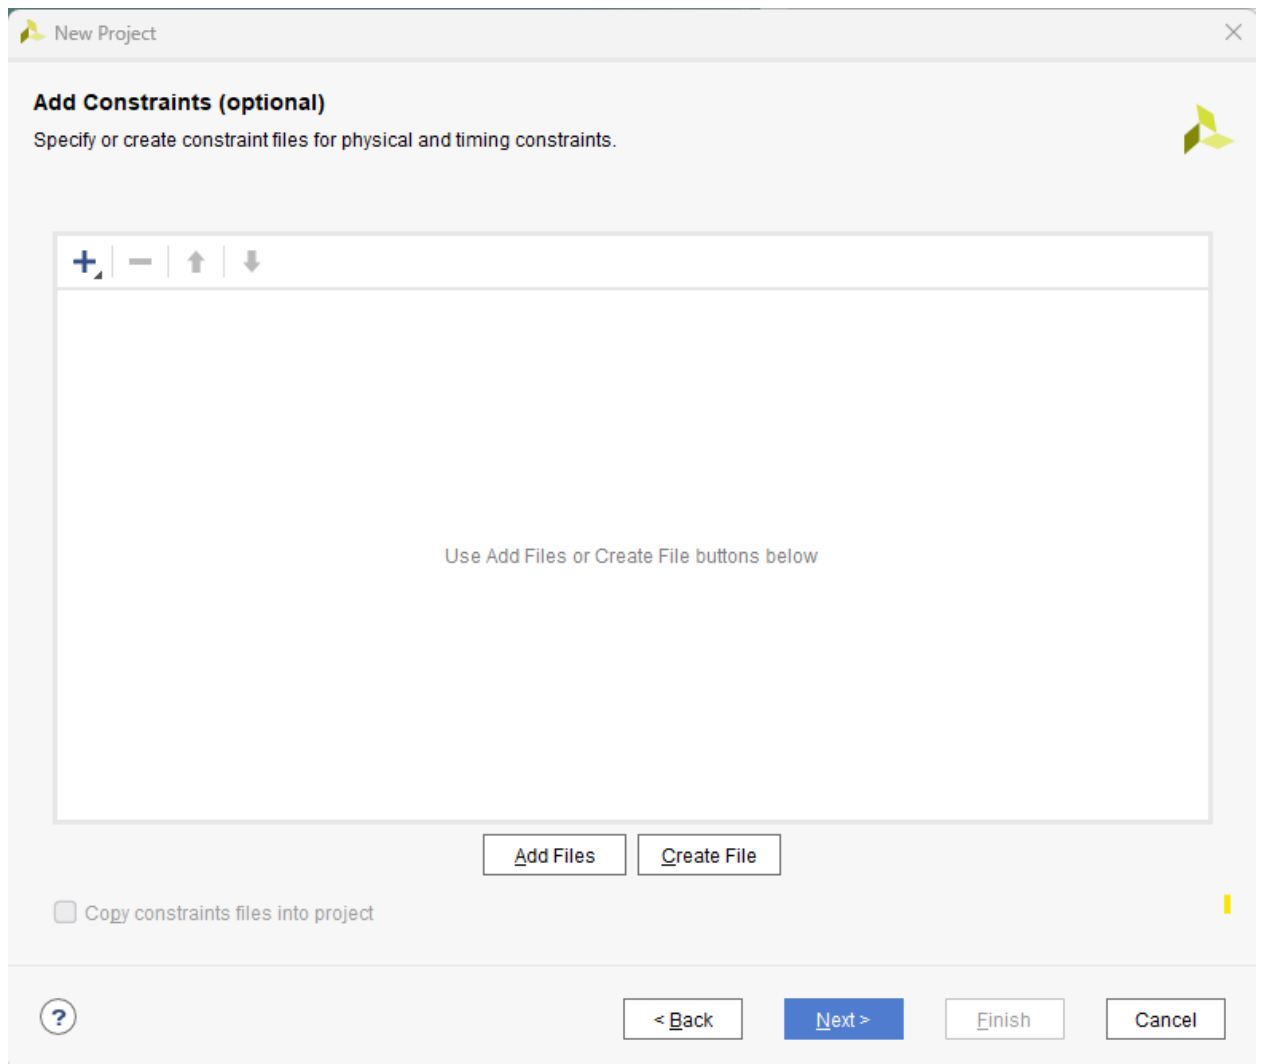 New Project
Add Constraints (optional)
Specify or create constraint files for physical and timing constraints.
Use Add Files or Create File buttons below
Add Files
Create File
Copy constraints files into project
?
< Back
Next >
Finish
Cancel